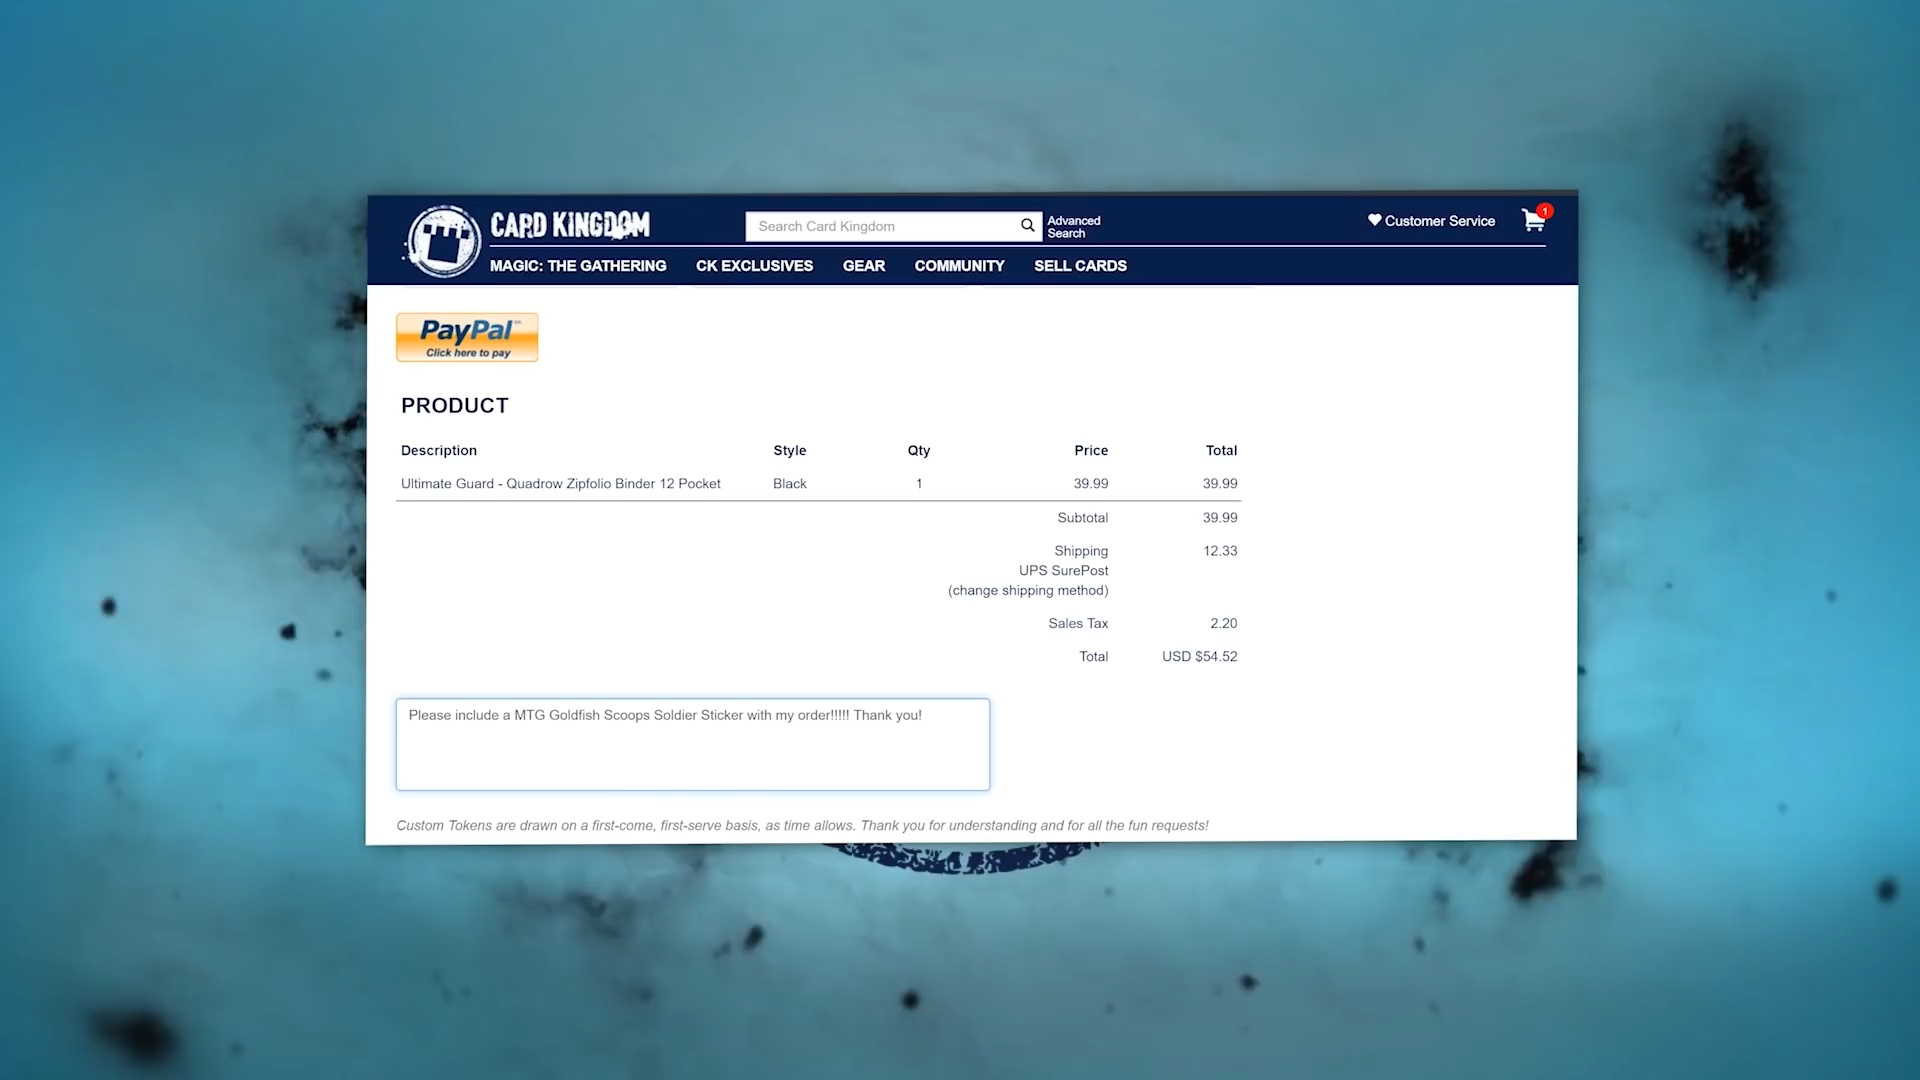 CARD KINGDOM
Search Card Kingdom
Advanced
Search
Customer Service
1
MAGIC: THE GATHERING CK EXCLUSIVES GEAR COMMUNITY SELL CARDS
PayPal
Click here to pay
PRODUCT
Description Style Qty Price Total
Ultimate Guard - Quadrow Zipfolio Binder 12 Pocket Black 1 39.99 39.99
Subtotal 39.99
Shipping 12.33
UPS SurePost
(change shipping method)
Sales Tax 2.20
Total USD $54.52
Please include a MTG Goldfish Scoops Soldier Sticker with my order!!!!! Thank you!
Custom Tokens are drawn on a first-come, first-serve basis, as time allows. Thank you for understanding and for all the fun requests!